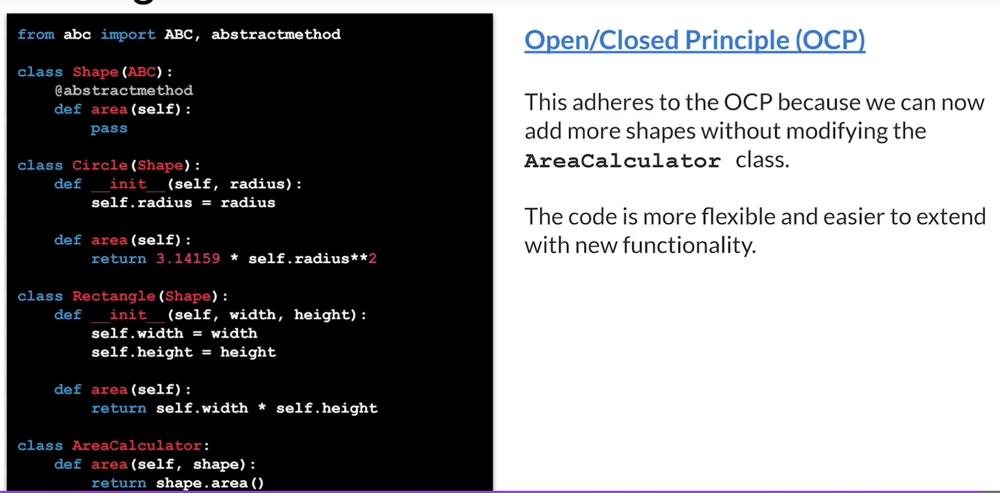 from abc import ABC, abstractmethod

class Shape(ABC):
    @abstractmethod
    def area(self):
        pass

class Circle(Shape):
    def __init__(self, radius):
        self.radius = radius

    def area(self):
        return 3.14159 * self.radius**2

class Rectangle(Shape):
    def __init__(self, width, height):
        self.width = width
        self.height = height

    def area(self):
        return self.width * self.height

class AreaCalculator:
    def area(self, shape):
        return shape.area()

Open/Closed Principle (OCP)

This adheres to the OCP because we can now
add more shapes without modifying the
AreaCalculator class.

The code is more flexible and easier to extend
with new functionality.